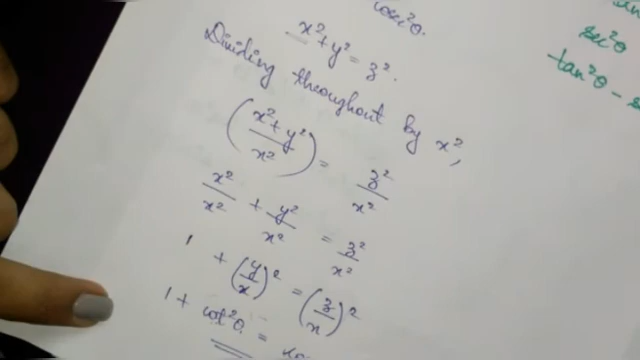 cosec²θ.
x² + y² = z².
Dividing throughout by x²,
(x² + y² / x²) = z² / x²
x² / x² + y² / x² = z² / x²
1 + (y / x)² = (z / x)²
1 + cot²θ =
sec²θ
tan²θ -